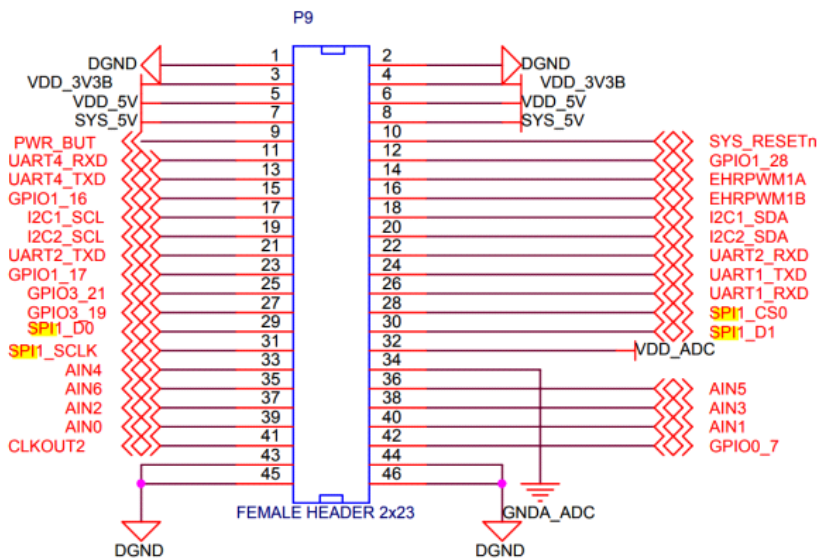 P9
DGND 1 2 DGND
VDD_3V3B 3 4 VDD_3V3B
VDD_5V 5 6 VDD_5V
SYS_5V 7 8 SYS_5V
PWR_BUT 9 10 SYS_RESETn
UART4_RXD 11 12 GPIO1_28
UART4_TXD 13 14 EHRPWM1A
GPIO1_16 15 16 EHRPWM1B
I2C1_SCL 17 18 I2C1_SDA
I2C2_SCL 19 20 I2C2_SDA
UART2_TXD 21 22 UART2_RXD
GPIO1_17 23 24 UART1_TXD
GPIO3_21 25 26 UART1_RXD
GPIO3_19 27 28 SPI1_CS0
SPI1_D0 29 30 SPI1_D1
SPI1_SCLK 31 32 VDD_ADC
AIN4 33 34
AIN6 35 36 AIN5
AIN2 37 38 AIN3
AIN0 39 40 AIN1
CLKOUT2 41 42 GPIO0_7
43 44
45 46
FEMALE HEADER 2x23 GNDA_ADC
DGND DGND